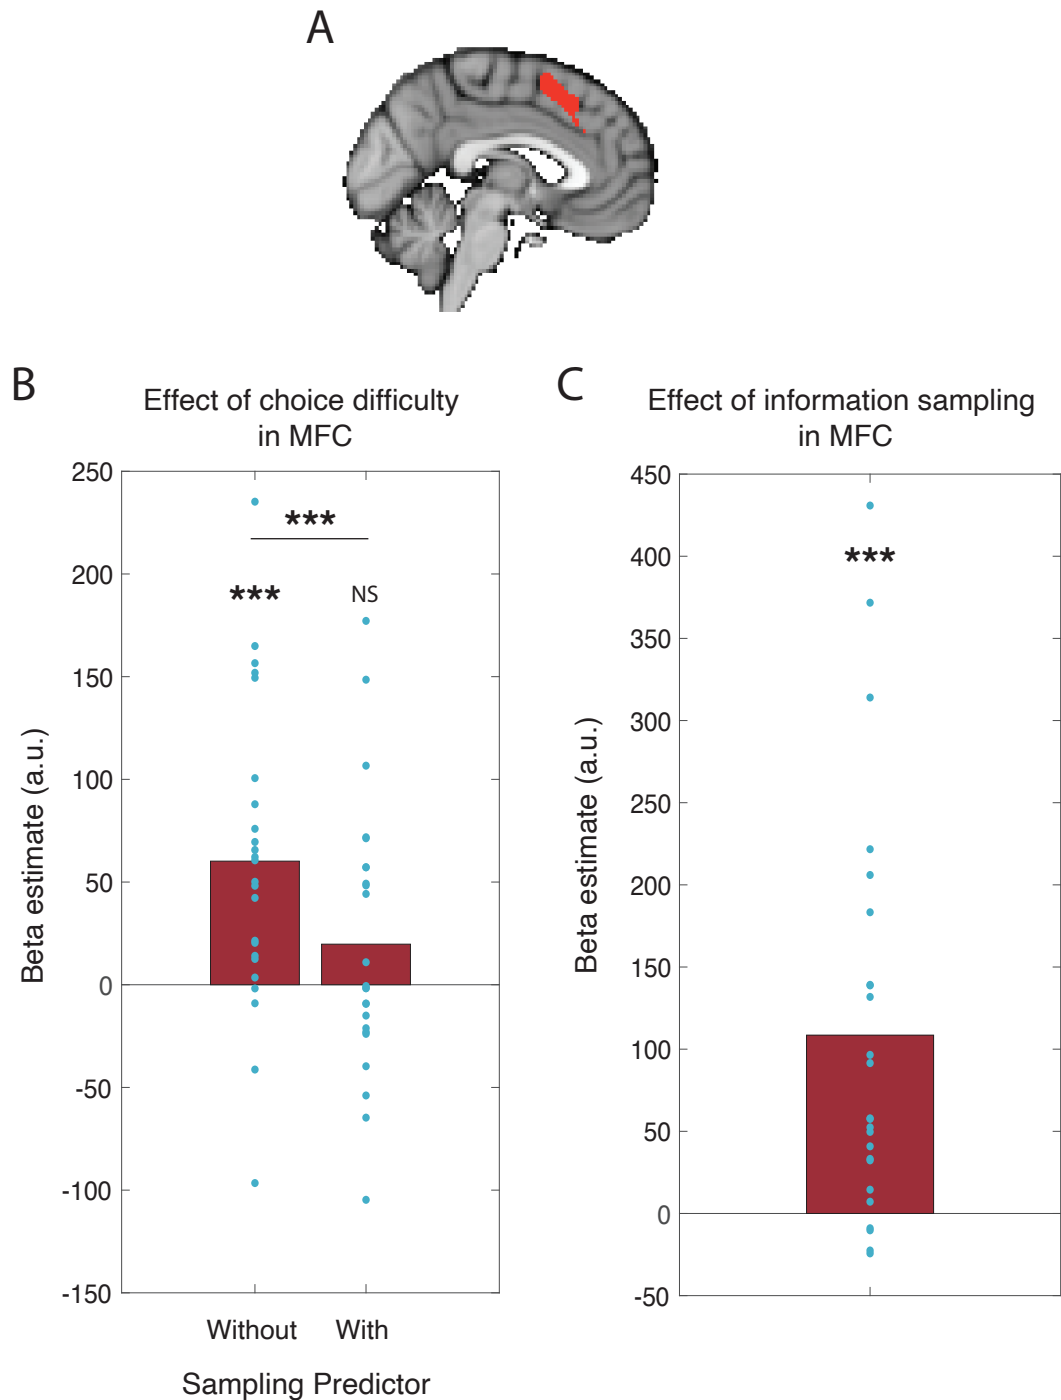 A
B
Effect of choice difficulty
in MFC
250
200
150
100
50
0
-50
-100
-150
Beta estimate (a.u.)
***
***
NS
Without
With
Sampling Predictor
C
Effect of information sampling
in MFC
450
400
350
300
250
200
150
100
50
0
-50
Beta estimate (a.u.)
***